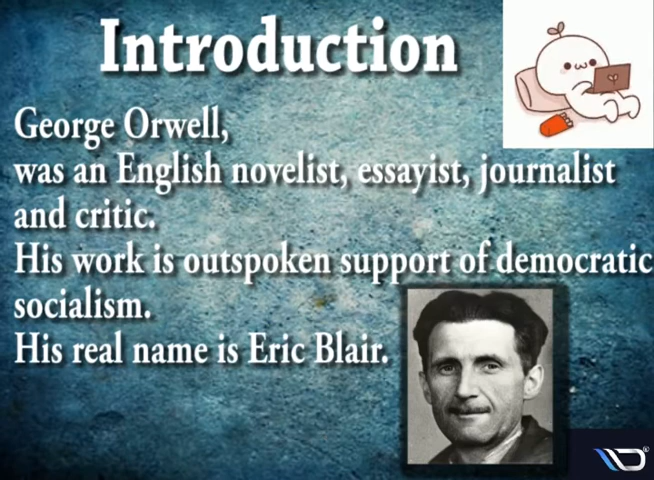 Introduction
George Orwell,
was an English novelist, essayist, journalist
and critic.
His work is outspoken support of democratic
socialism.
His real name is Eric Blair.